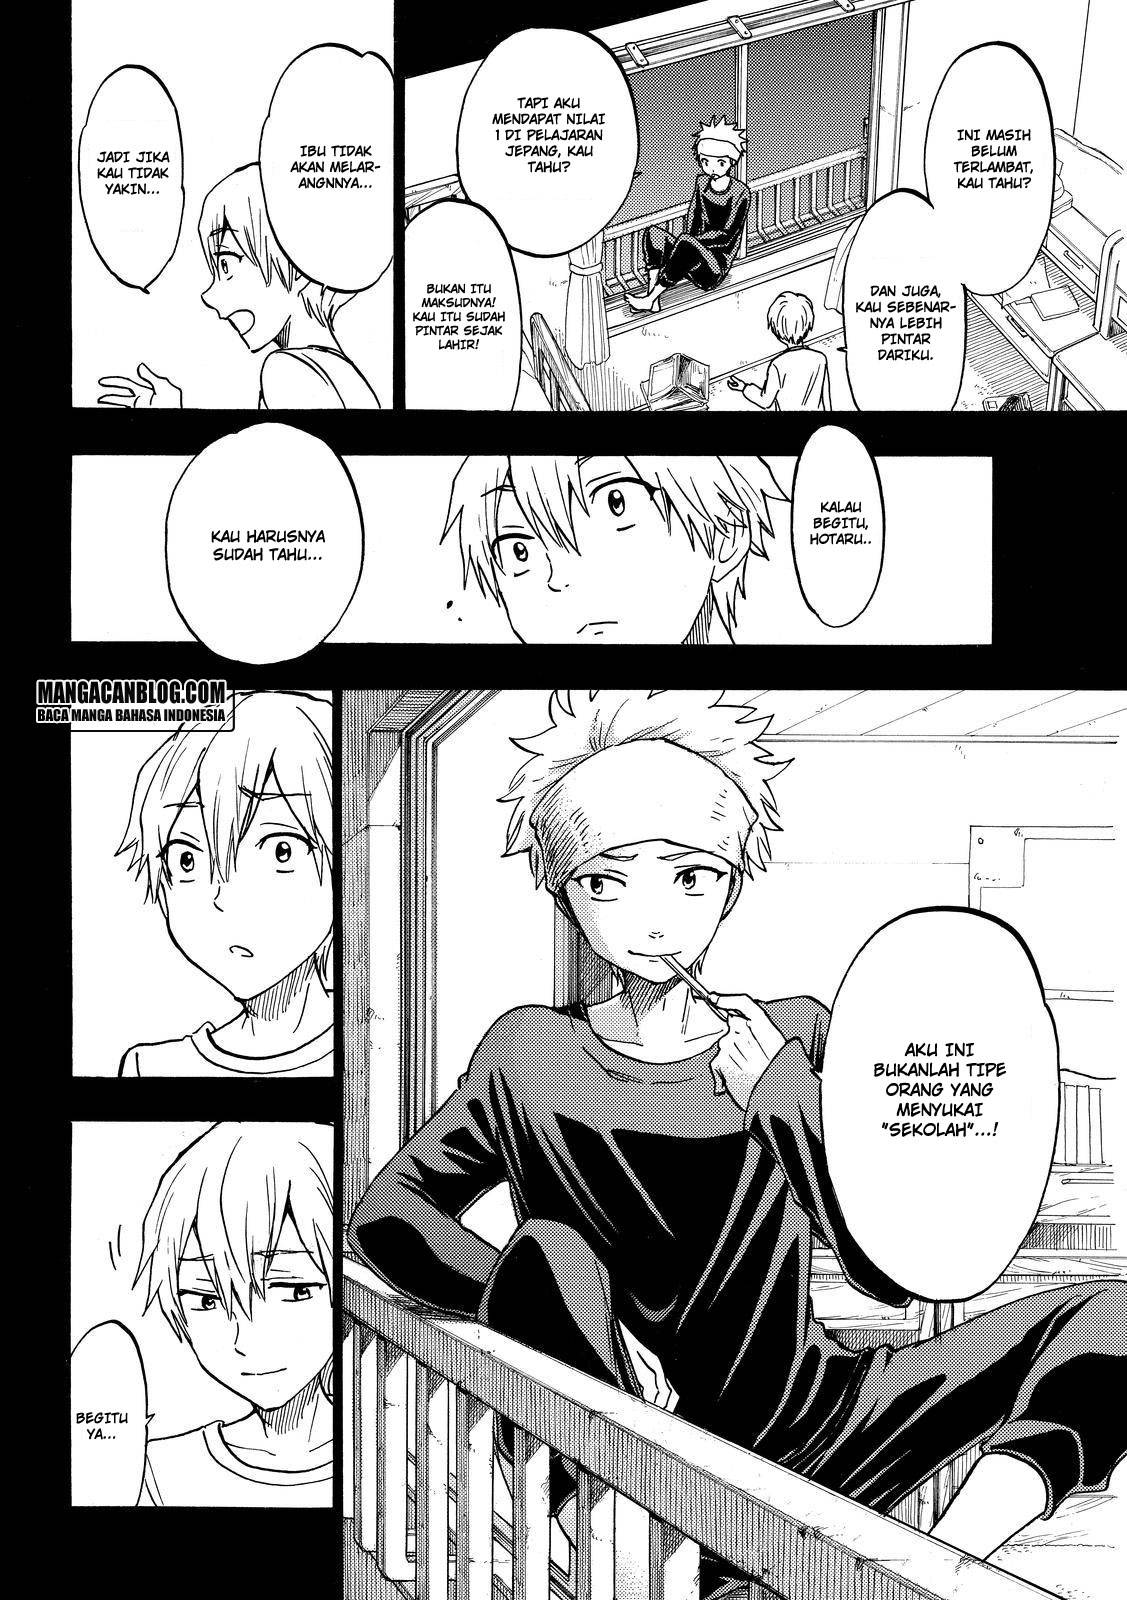 INI MASIH
BELUM
TERLAMBAT,
KAU TAHU?
DAN JUGA,
KAU SEBENAR-
NYA LEBIH
PINTAR
DARIKU.
TAPI AKU
MENDAPAT NILAI
1 DI PELAJARAN
JEPANG, KAU
TAHU?
BUKAN ITU
MAKSUDNYA!
KAU ITU SUDAH
PINTAR SEJAK
LAHIR!
IBU TIDAK
AKAN MELAR-
ANGNNYA...
JADI JIKA
KAU TIDAK
YAKIN...
KALAU
BEGITU,
HOTARU..
KAU HARUSNYA
SUDAH TAHU...
MANGACANBLOG.COM
BACA MANGA BAHASA INDONESIA
AKU INI
BUKANLAH TIPE
ORANG YANG
MENYUKAI
"SEKOLAH"...!
BEGITU
YA...